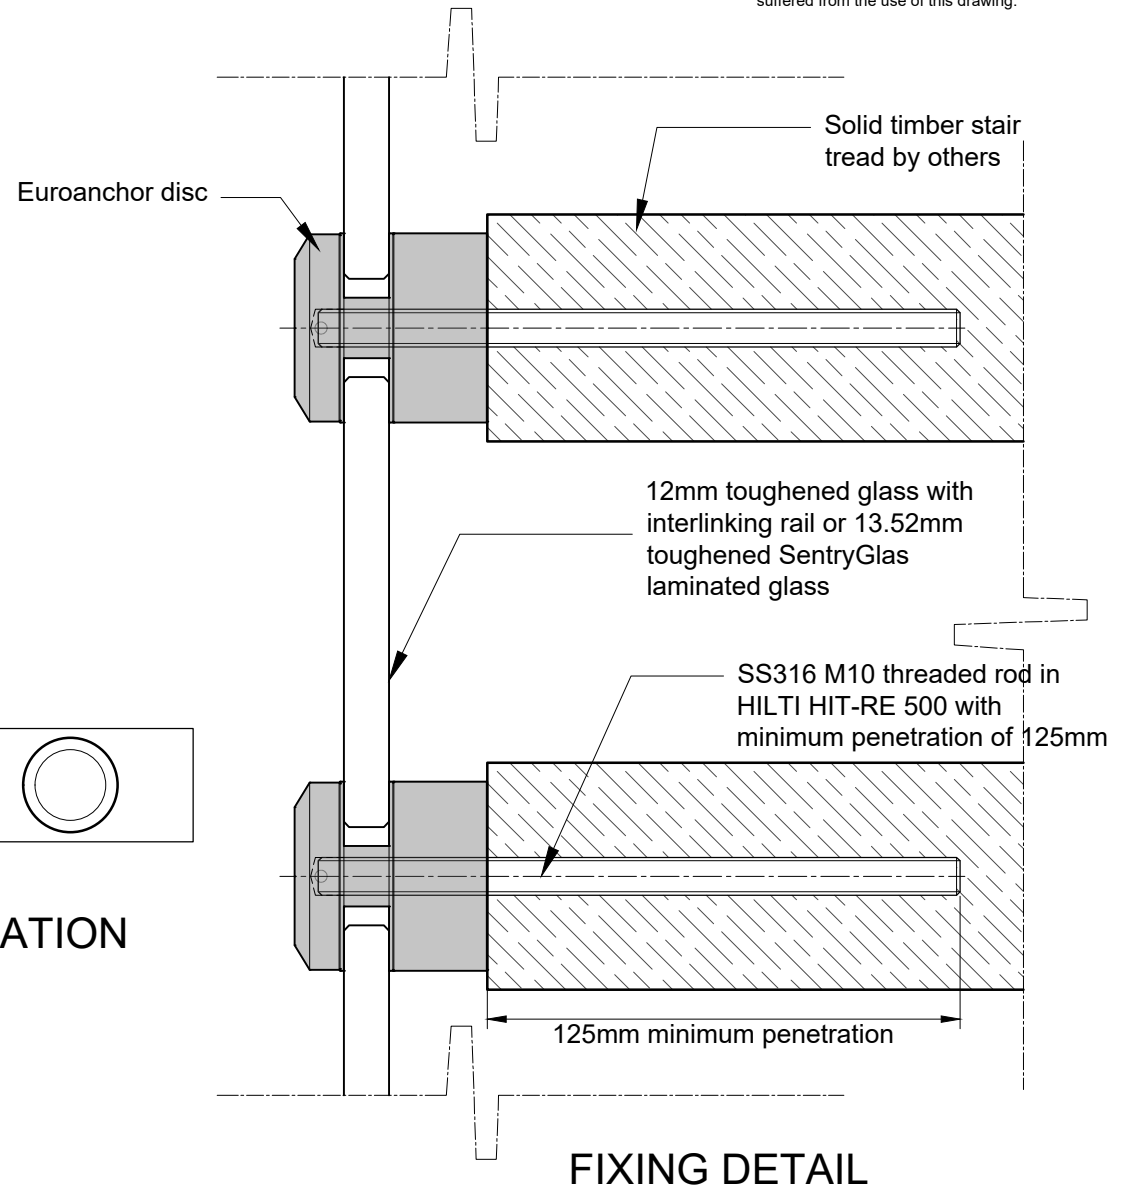 suffered from the use of this drawing.
Solid timber stair
tread by others
Euroanchor disc
12mm toughened glass with
interlinking rail or 13.52mm
toughened SentryGlas
laminated glass
SS316 M10 threaded rod in
HILTI HIT-RE 500 with
minimum penetration of 125mm
ATION
125mm minimum penetration
FIXING DETAIL